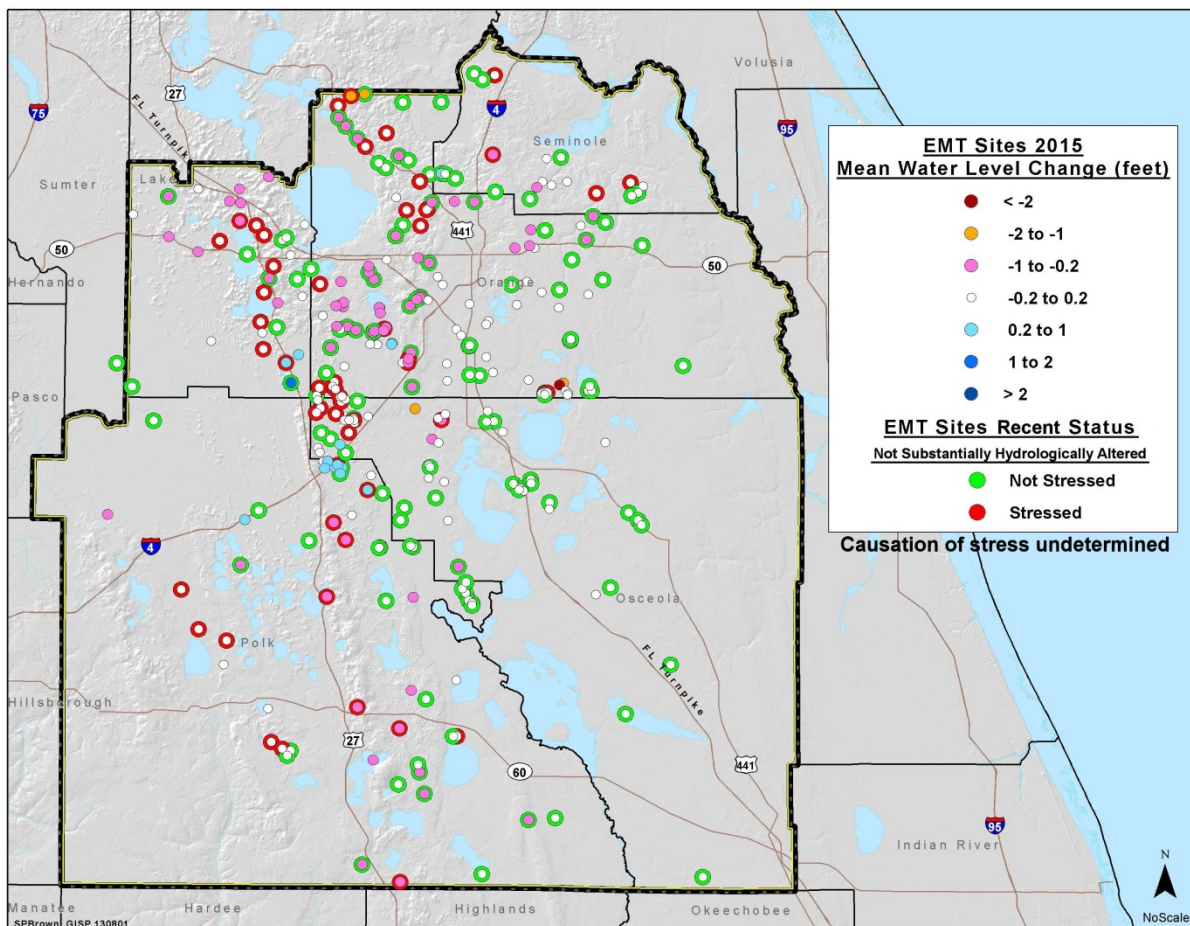 Volusia
27
FL Turnpike
75
4
95
Seminole
Sumter
Lake
441
50
50
Hernando
Orange
Pasco
EMT Sites 2015
Mean Water Level Change (feet)
< -2
-2 to -1
-1 to -0.2
-0.2 to 0.2
0.2 to 1
1 to 2
> 2
EMT Sites Recent Status
Not Substantially Hydrologically Altered
Not Stressed
Stressed
Causation of stress undetermined
4
Osceola
Polk
FL Turnpike
Hillsborough
27
60
441
95
Indian River
N
NoScale
Manatee
Hardee
Highlands
Okeechobee
SPBrown, GISP 130801